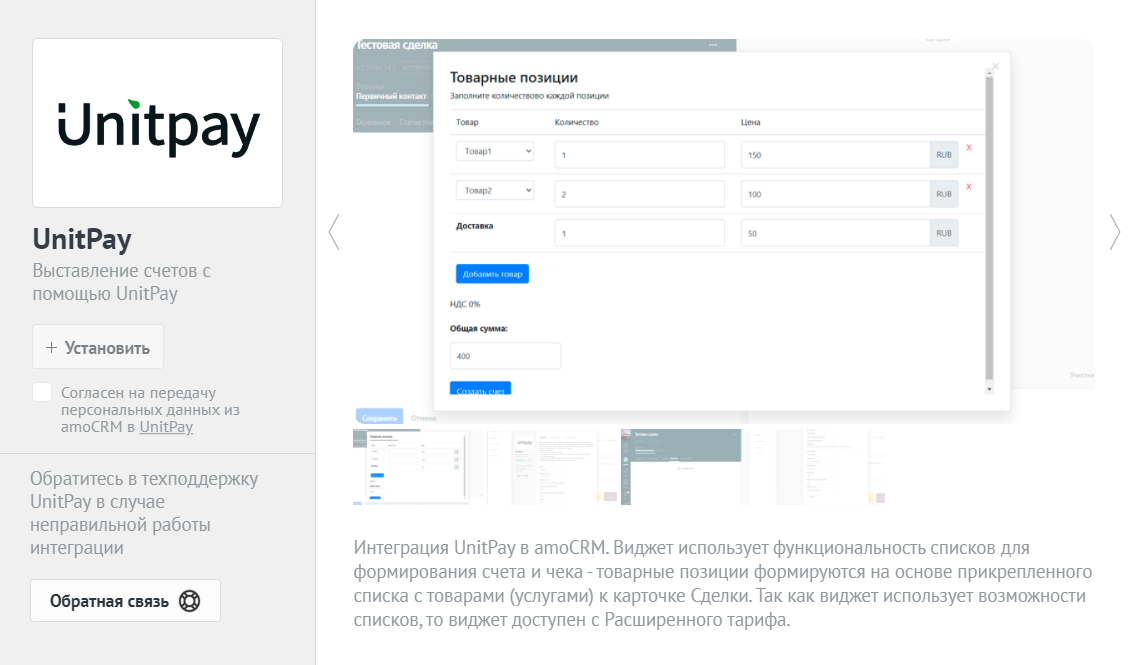 Unitpay
UnitPay
Выставление счетов с
помощью UnitPay
+ Установить
Согласен на передачу
персональных данных из
amoCRM в UnitPay
Обратитесь в техподдержку
UnitPay в случае
неправильной работы
интеграции
Обратная связь
Тестовая сделка
Первичный контакт
Основное
Товарные позиции
Заполните количествово каждой позиции
Товар Количество Цена
Товар1 1 150 RUB X
Товар2 2 100 RUB X
Доставка 1 50 RUB
Добавить товар
НДС 0%
Общая сумма:
400
Создать счет
Сохранить Отмена
Интеграция UnitPay в amoCRM. Виджет использует функциональность списков для
формирования счета и чека - товарные позиции формируются на основе прикрепленного
списка с товарами (услугами) к карточке Сделки. Так как виджет использует возможности
списков, то виджет доступен с Расширенного тарифа.